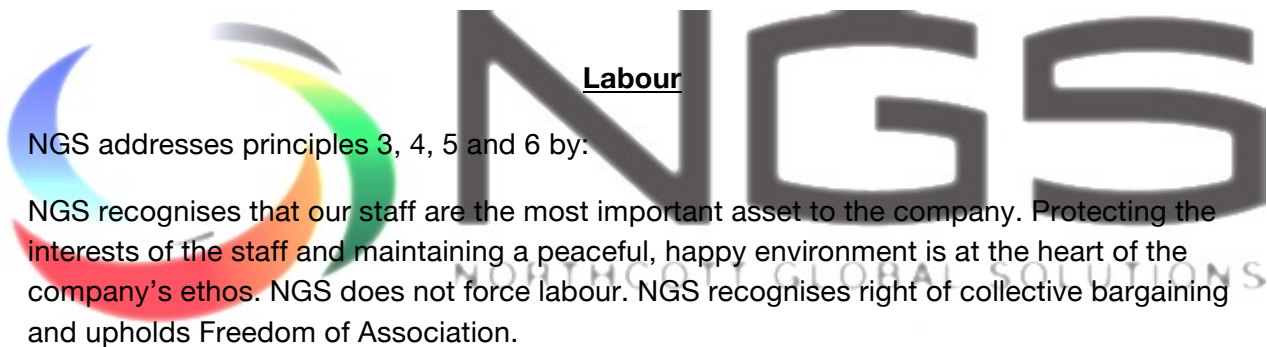 NGS
Labour
NGS addresses principles 3, 4, 5 and 6 by:
NGS recognises that our staff are the most important asset to the company. Protecting the
interests of the staff and maintaining a peaceful, happy environment is at the heart of the
NORTHCOTT GLOBAL SOLUTIONS
company’s ethos. NGS does not force labour. NGS recognises right of collective bargaining
and upholds Freedom of Association.